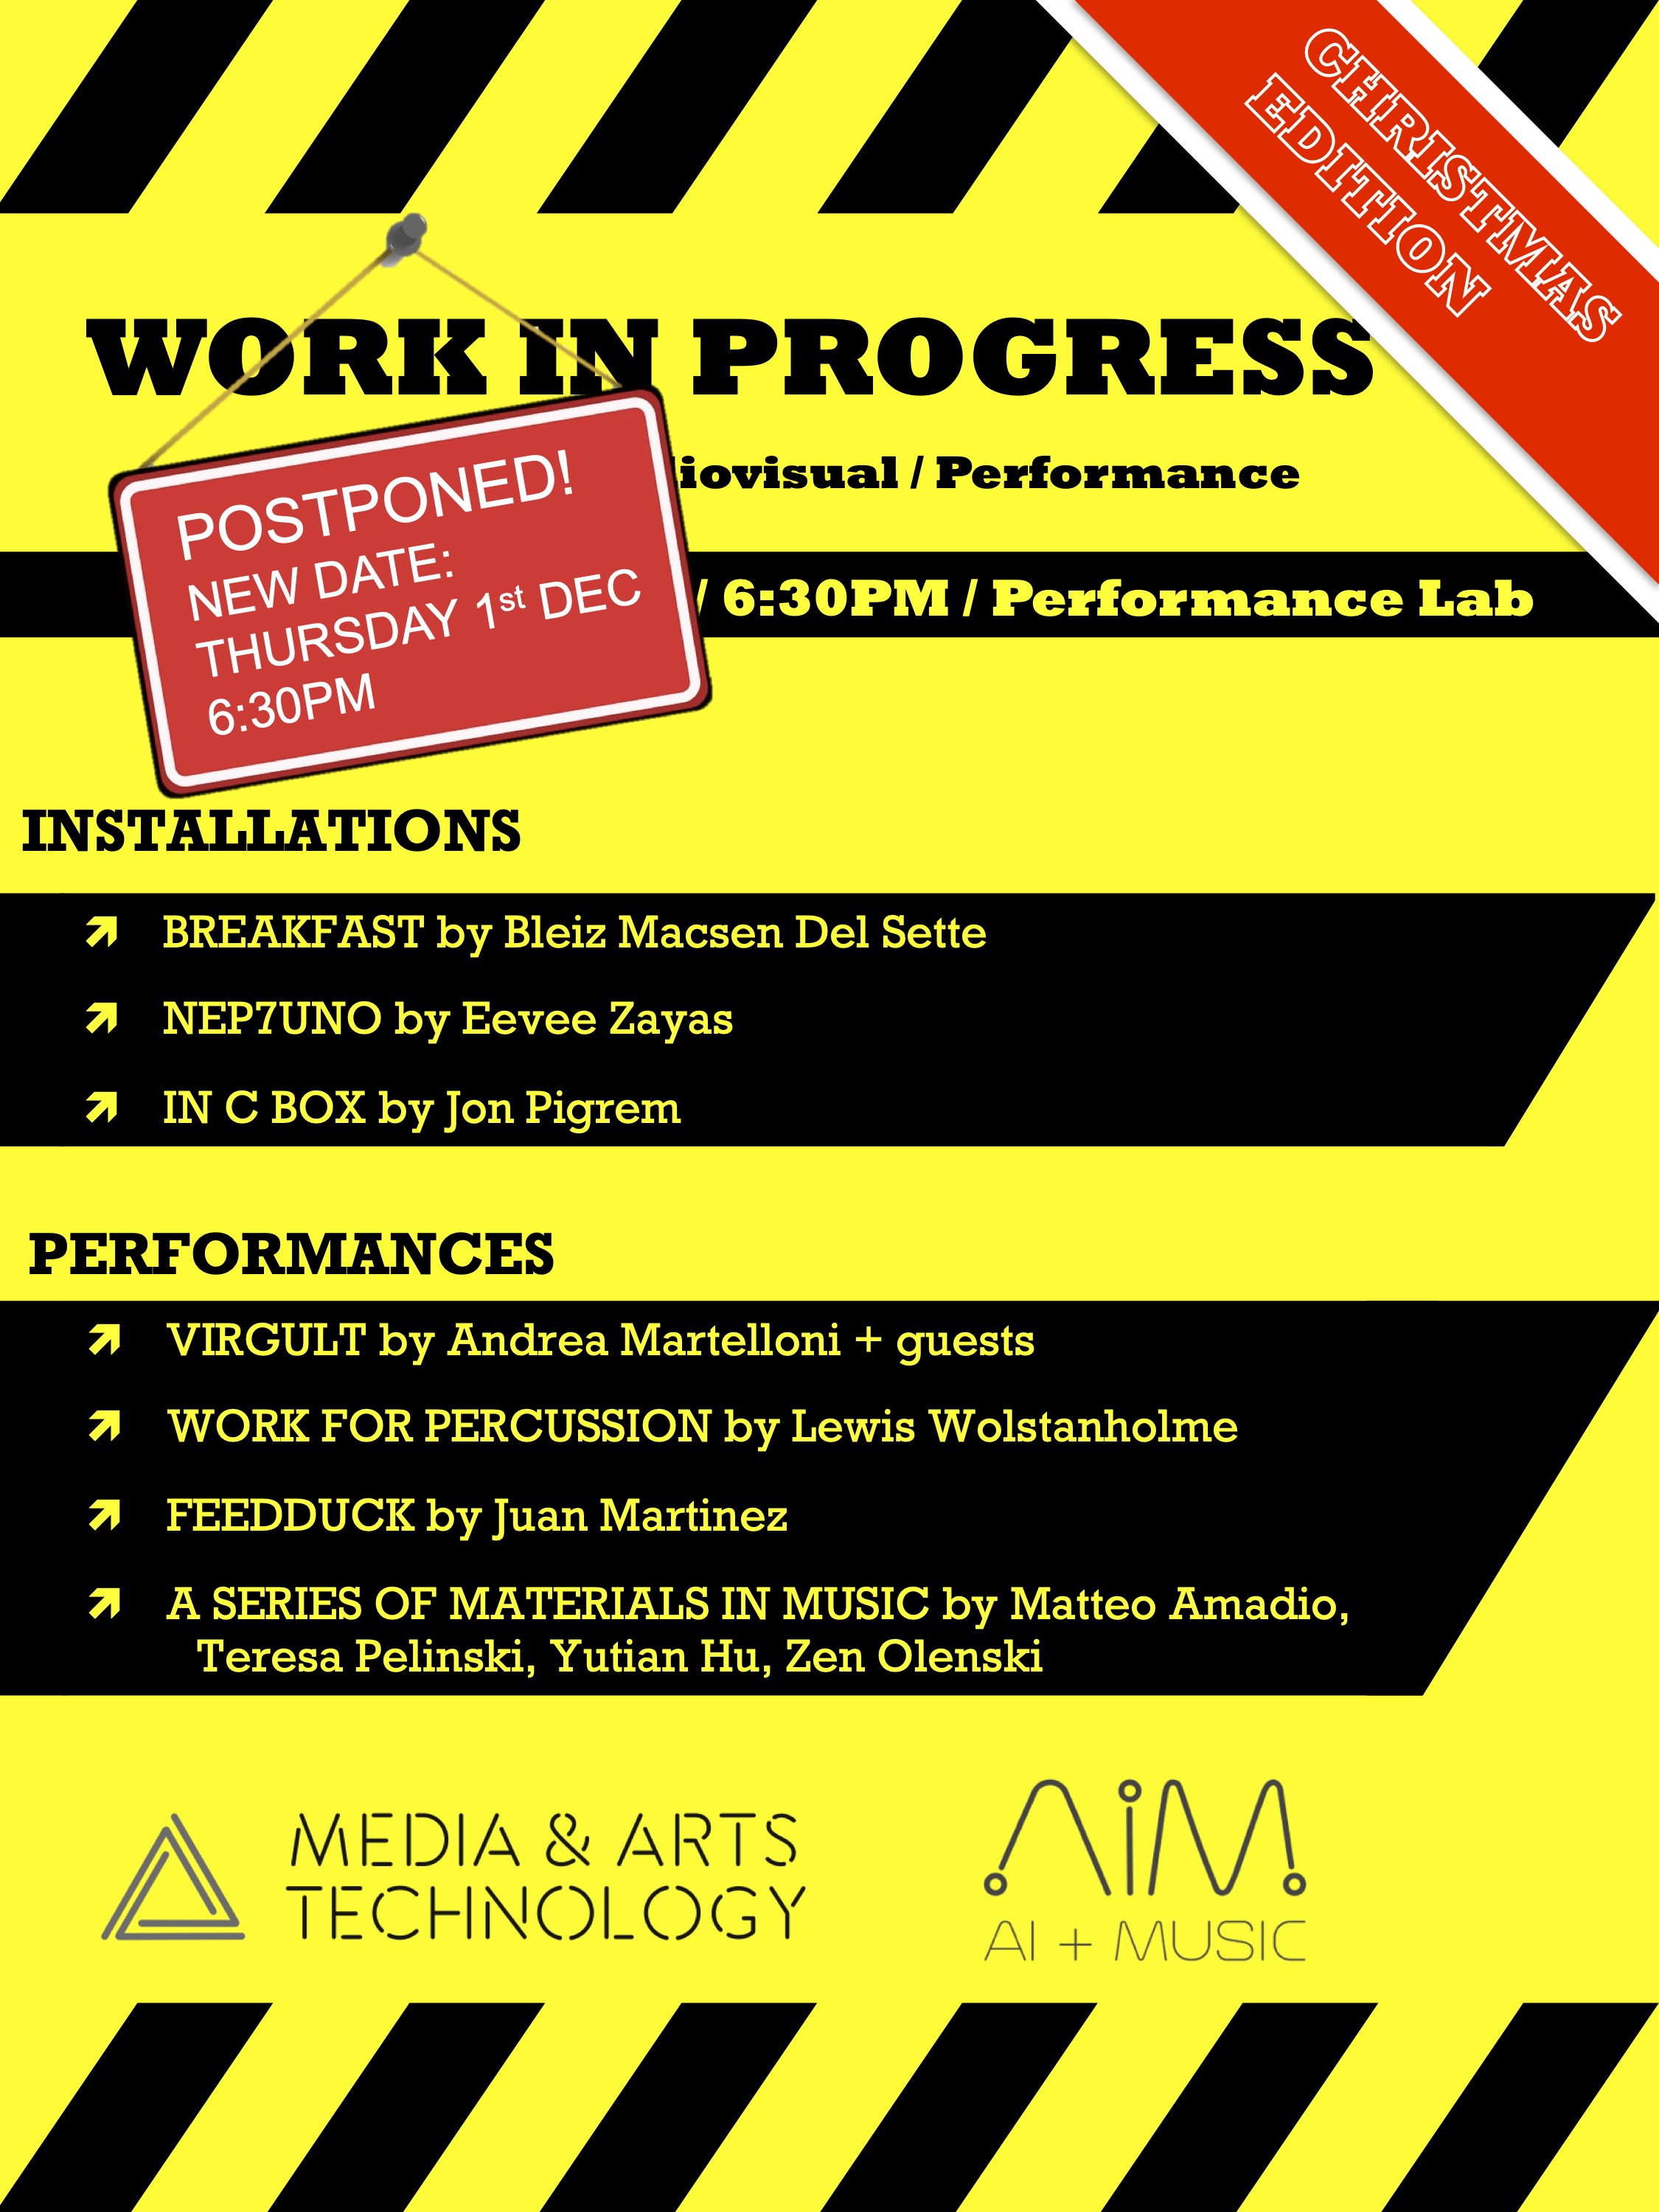 CHRISTMAS
EDITION
WORK IN PROGRESS
/ Performance
POSTPONED!
NEW DATE:
THURSDAY 1st DEC
6:30PM
/ 6:30PM / Performance Lab
INSTALLATIONS
BREAKFAST by Bleiz Macsen Del Sette
NEP7UNO by Eevee Zayas
IN C BOX by Jon Pigrem
PERFORMANCES
VIRGULT by Andrea Martelloni + guests
WORK FOR PERCUSSION by Lewis Wolstanholme
FEEDDUCK by Juan Martinez
A SERIES OF MATERIALS IN MUSIC by Matteo Amadio,
Teresa Pelinski, Yutian Hu, Zen Olenski
MEDIA & ARTS
TECHNOLOGY
AiM
AI + MUSIC